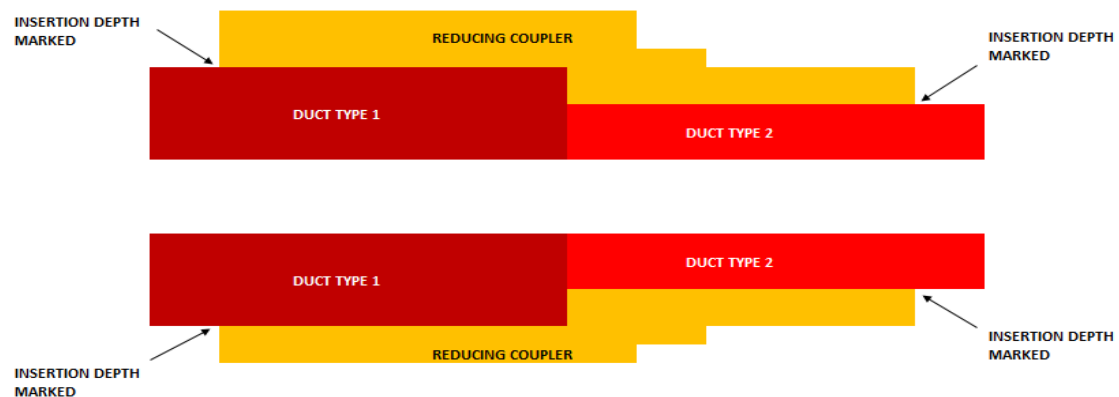 INSERTION DEPTH
MARKED
REDUCING COUPLER
INSERTION DEPTH
MARKED
DUCT TYPE 1
DUCT TYPE 2
DUCT TYPE 2
DUCT TYPE 1
INSERTION DEPTH
MARKED
REDUCING COUPLER
INSERTION DEPTH
MARKED